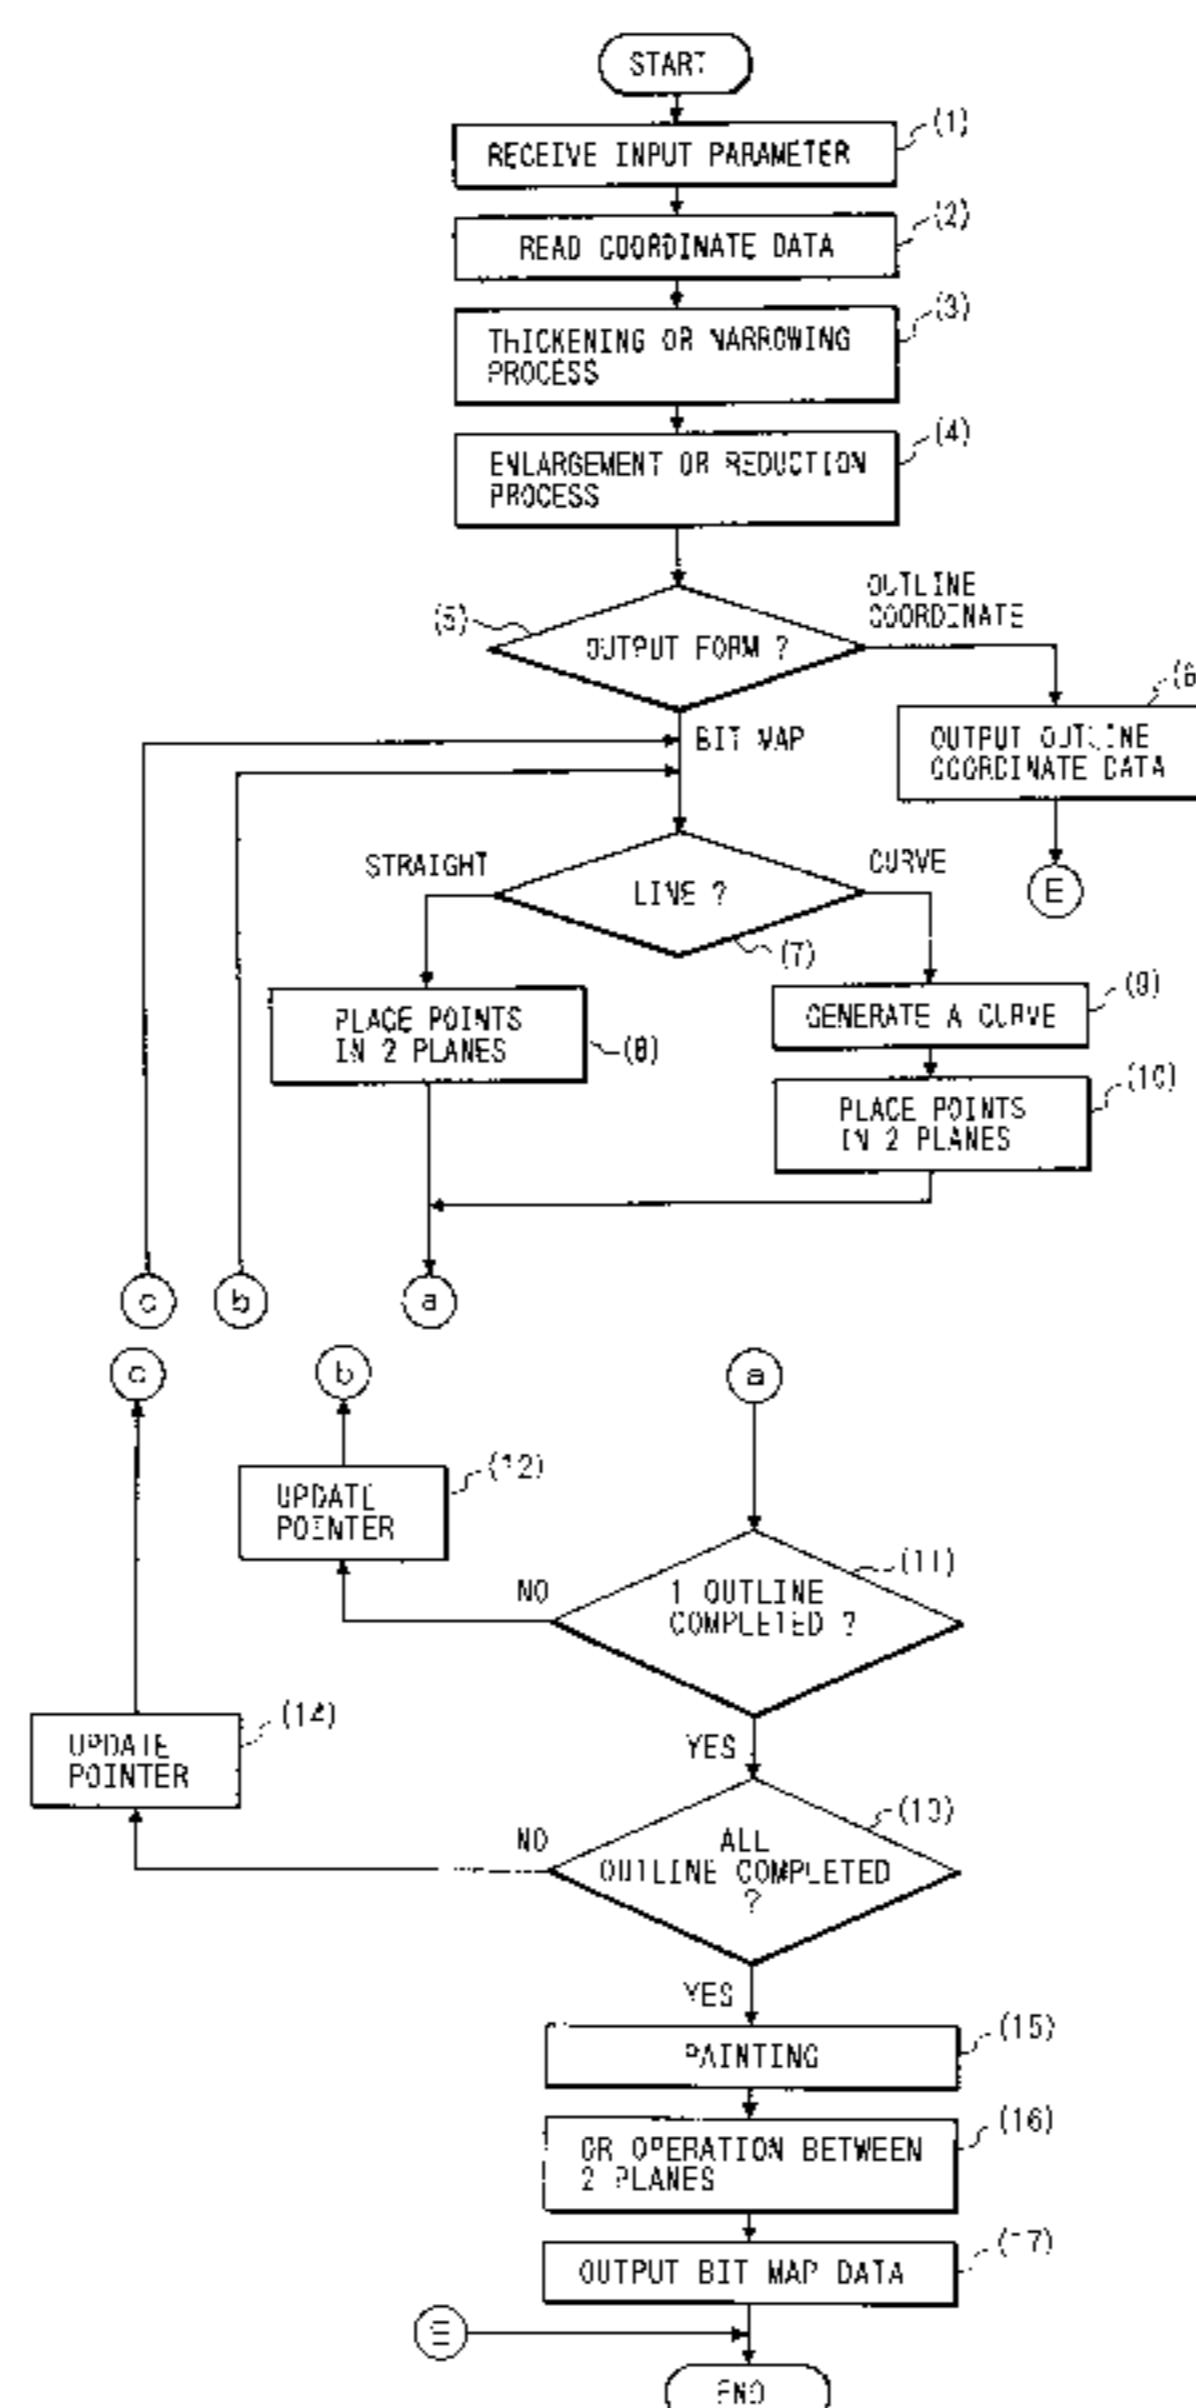 START
(1)
RECEIVE INPUT PARAMETER
(2)
READ COORDINATE DATA
(3)
THICKENING OR NARROWING
PROCESS
(4)
ENLARGEMENT OR REDUCTION
PROCESS
OUTLINE
COORDINATE
(5)
OUTPUT FORM ?
(6
BIT MAP
OUTPUT OUTLINE
COORDINATE DATA
STRAIGHT
CURVE
LINE ?
E
(7)
(9)
PLACE POINTS
IN 2 PLANES
(8)
GENERATE A CURVE
(10)
PLACE POINTS
IN 2 PLANES
c
b
a
c
b
a
(12)
UPDATE
POINTER
(11)
NO
1 OUTLINE
COMPLETED ?
(14)
UPDATE
POINTER
YES
(13)
NO
ALL
OUTLINE COMPLETED
?
YES
(15)
PAINTING
(16)
OR OPERATION BETWEEN
2 PLANES
(17)
OUTPUT BIT MAP DATA
E
END